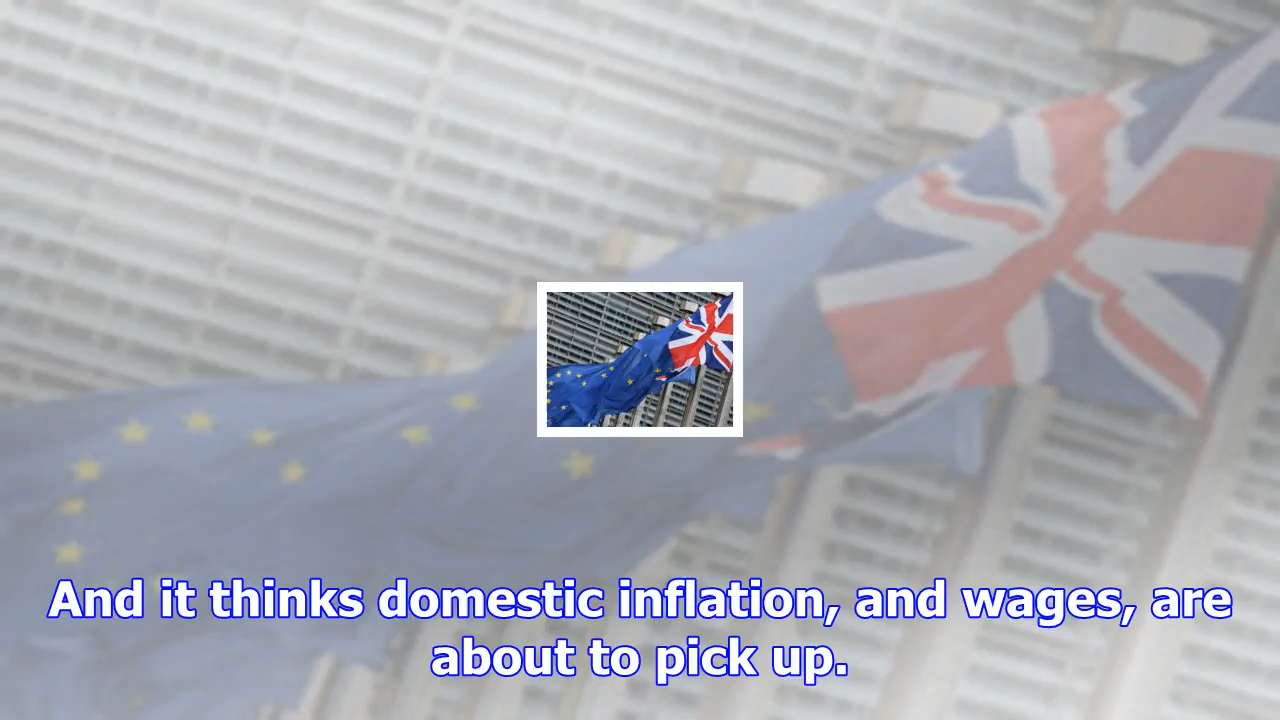 And it thinks domestic inflation, and wages, are
about to pick up.